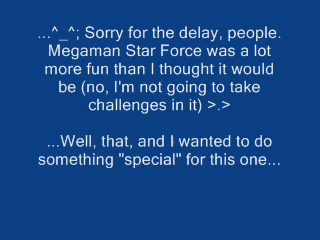 ...^_^; Sorry for the delay, people.
Megaman Star Force was a lot
more fun than I thought it would
be (no, I'm not going to take
challenges in it) >.>
...Well, that, and I wanted to do
something "special" for this one...